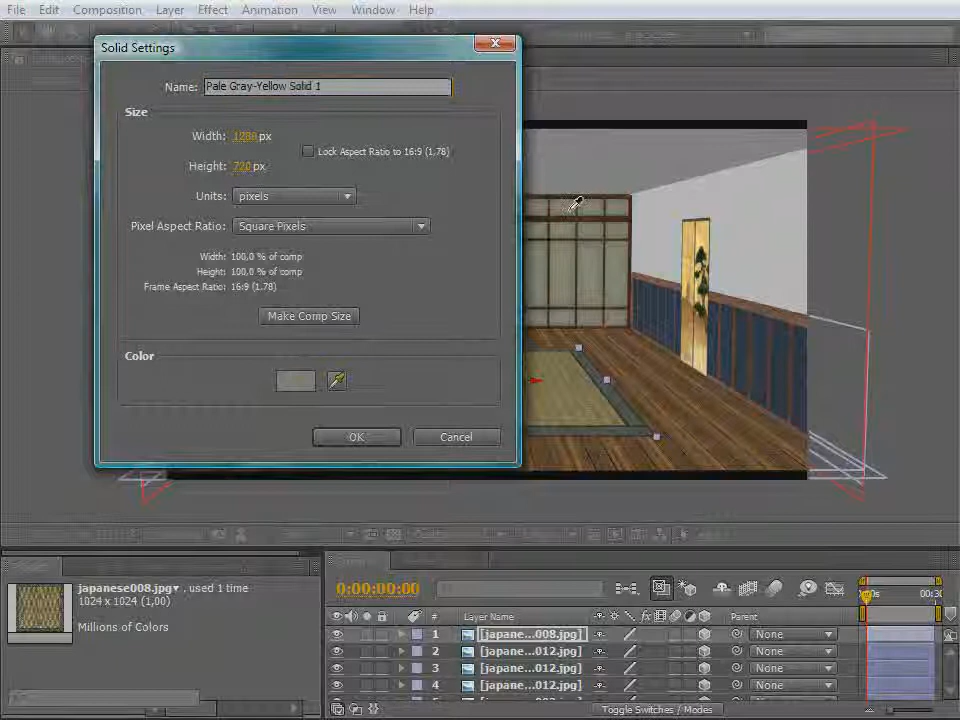 File Edit Composition Layer Effect Animation View Window Help
Solid Settings
Name: Pale Gray-Yellow Solid 1
Size
Width: 1280 px
Lock Aspect Ratio to 16:9 (1,78)
Height: 720 px
Units: pixels
Pixel Aspect Ratio: Square Pixels
Width: 100,0 % of comp
Height: 100,0 % of comp
Frame Aspect Ratio: 16:9 (1,78)
Make Comp Size
Color
OK Cancel
japanese008.jpg , used 1 time
1024 x 1024 (1,00)
Millions of Colors
0:00:00:00
00:30
# Layer Name fx Parent
1 [japane...008.jpg] None
2 [japane...012.jpg] None
3 [japane...012.jpg] None
4 [japane...012.jpg] None
Toggle Switches / Modes